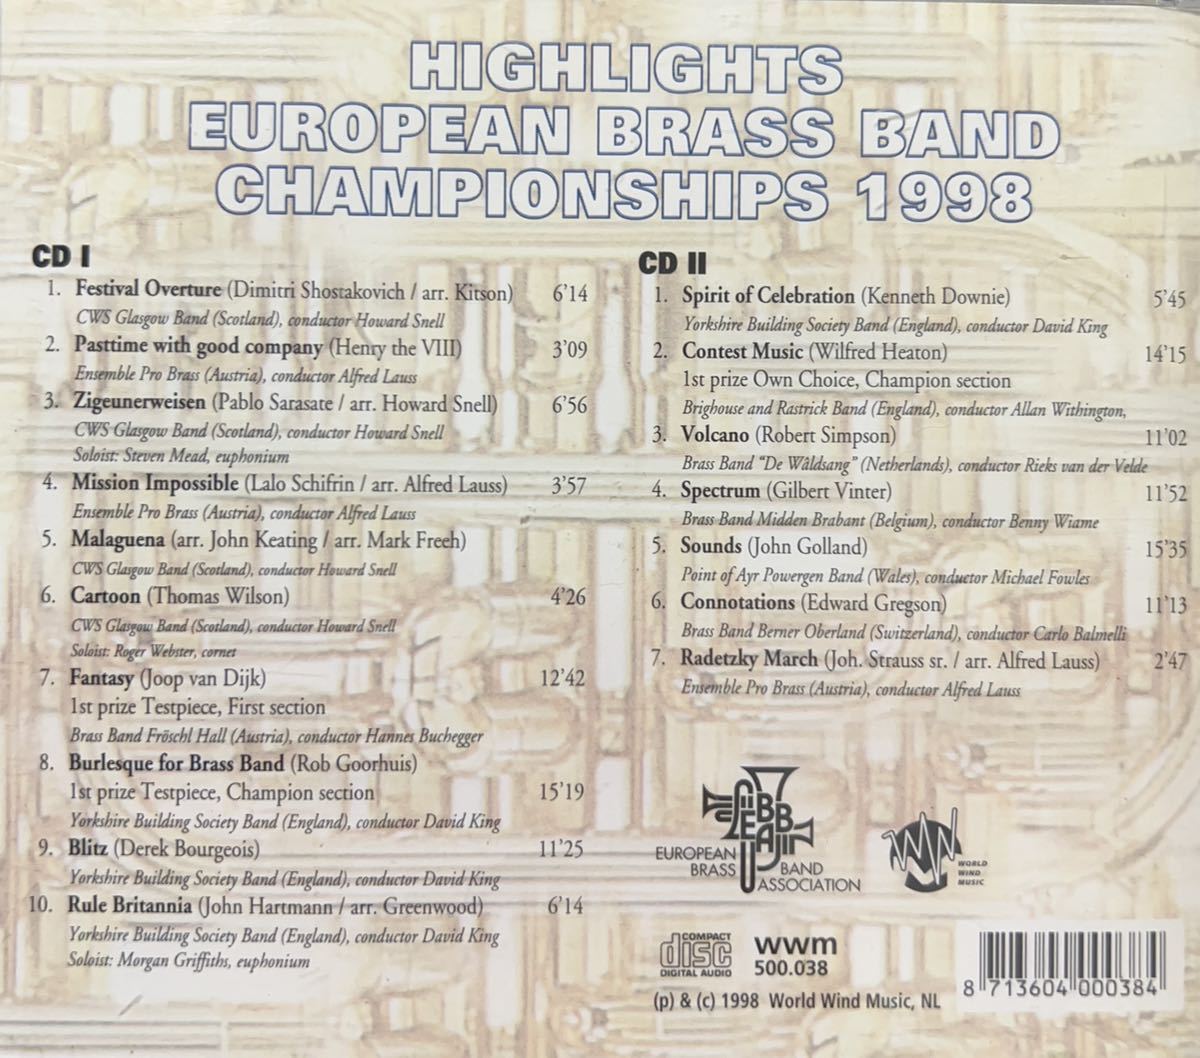 HIGHLIGHTS
EUROPEAN BRASS BAND
CHAMPIONSHIPS 1998
CD I
1. Festival Overture (Dimitri Shostakovich / arr. Kitson) 6'14
CWS Glasgow Band (Scotland), conductor Howard Snell
2. Pasttime with good company (Henry the VIII) 3'09
Ensemble Pro Brass (Austria), conductor Alfred Lauss
3. Zigeunerweisen (Pablo Sarasate / arr. Howard Snell) 6'56
CWS Glasgow Band (Scotland), conductor Howard Snell
Soloist: Steven Mead, euphonium
4. Mission Impossible (Lalo Schifrin / arr. Alfred Lauss) 3'57
Ensemble Pro Brass (Austria), conductor Alfred Lauss
5. Malaguena (arr. John Keating / arr. Mark Freeh)
CWS Glasgow Band (Scotland), conductor Howard Snell
6. Cartoon (Thomas Wilson) 4'26
CWS Glasgow Band (Scotland), conductor Howard Snell
Soloist: Roger Webster, cornet
7. Fantasy (Joop van Dijk) 12'42
1st prize Testpiece, First section
Brass Band Fröschl Hall (Austria), conductor Hannes Buchegger
8. Burlesque for Brass Band (Rob Goorhuis)
1st prize Testpiece, Champion section 15'19
Yorkshire Building Society Band (England), conductor David King
9. Blitz (Derek Bourgeois) 11'25
Yorkshire Building Society Band (England), conductor David King
10. Rule Britannia (John Hartmann / arr. Greenwood) 6'14
Yorkshire Building Society Band (England), conductor David King
Soloist: Morgan Griffiths, euphonium
CD II
1. Spirit of Celebration (Kenneth Downie) 5'45
Yorkshire Building Society Band (England), conductor David King
2. Contest Music (Wilfred Heaton) 14'15
1st prize Own Choice, Champion section
Brighouse and Rastrick Band (England), conductor Allan Withington,
3. Volcano (Robert Simpson) 11'02
Brass Band "De Wâldsang" (Netherlands), conductor Rieks van der Velde
4. Spectrum (Gilbert Vinter) 11'52
Brass Band Midden Brabant (Belgium), conductor Benny Wiame
5. Sounds (John Golland) 15'35
Point of Ayr Powergen Band (Wales), conductor Michael Fowles
6. Connotations (Edward Gregson) 11'13
Brass Band Berner Oberland (Switzerland), conductor Carlo Balmelli
7. Radetzky March (Joh. Strauss sr. / arr. Alfred Lauss) 2'47
Ensemble Pro Brass (Austria), conductor Alfred Lauss
EBBA
EUROPEAN
BRASS BAND
ASSOCIATION
WWM
WORLD
WIND
MUSIC
COMPACT
disc
DIGITAL AUDIO
wwm
500.038
(p) & (c) 1998 World Wind Music, NL
8 713604 000384